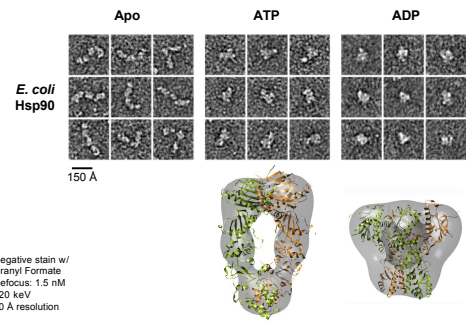 Apo ATP ADP
E. coli
Hsp90
150 Å
egative stain w/
ranyl Formate
efocus: 1.5 nM
20 keV
0 Å resolution